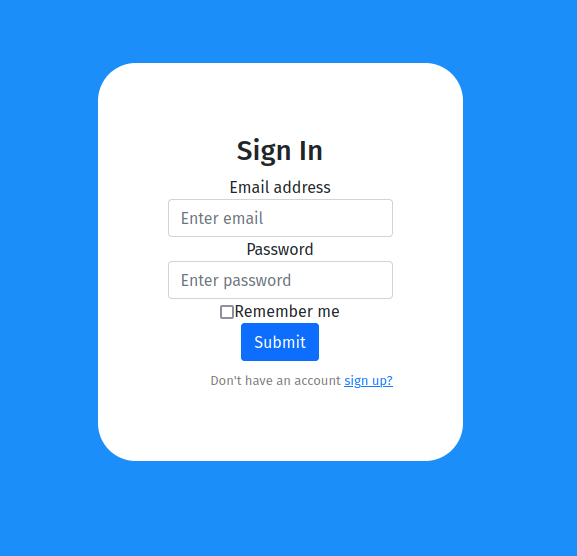 Sign In
Email address
Enter email
Password
Enter password
Remember me
Submit
Don't have an account sign up?